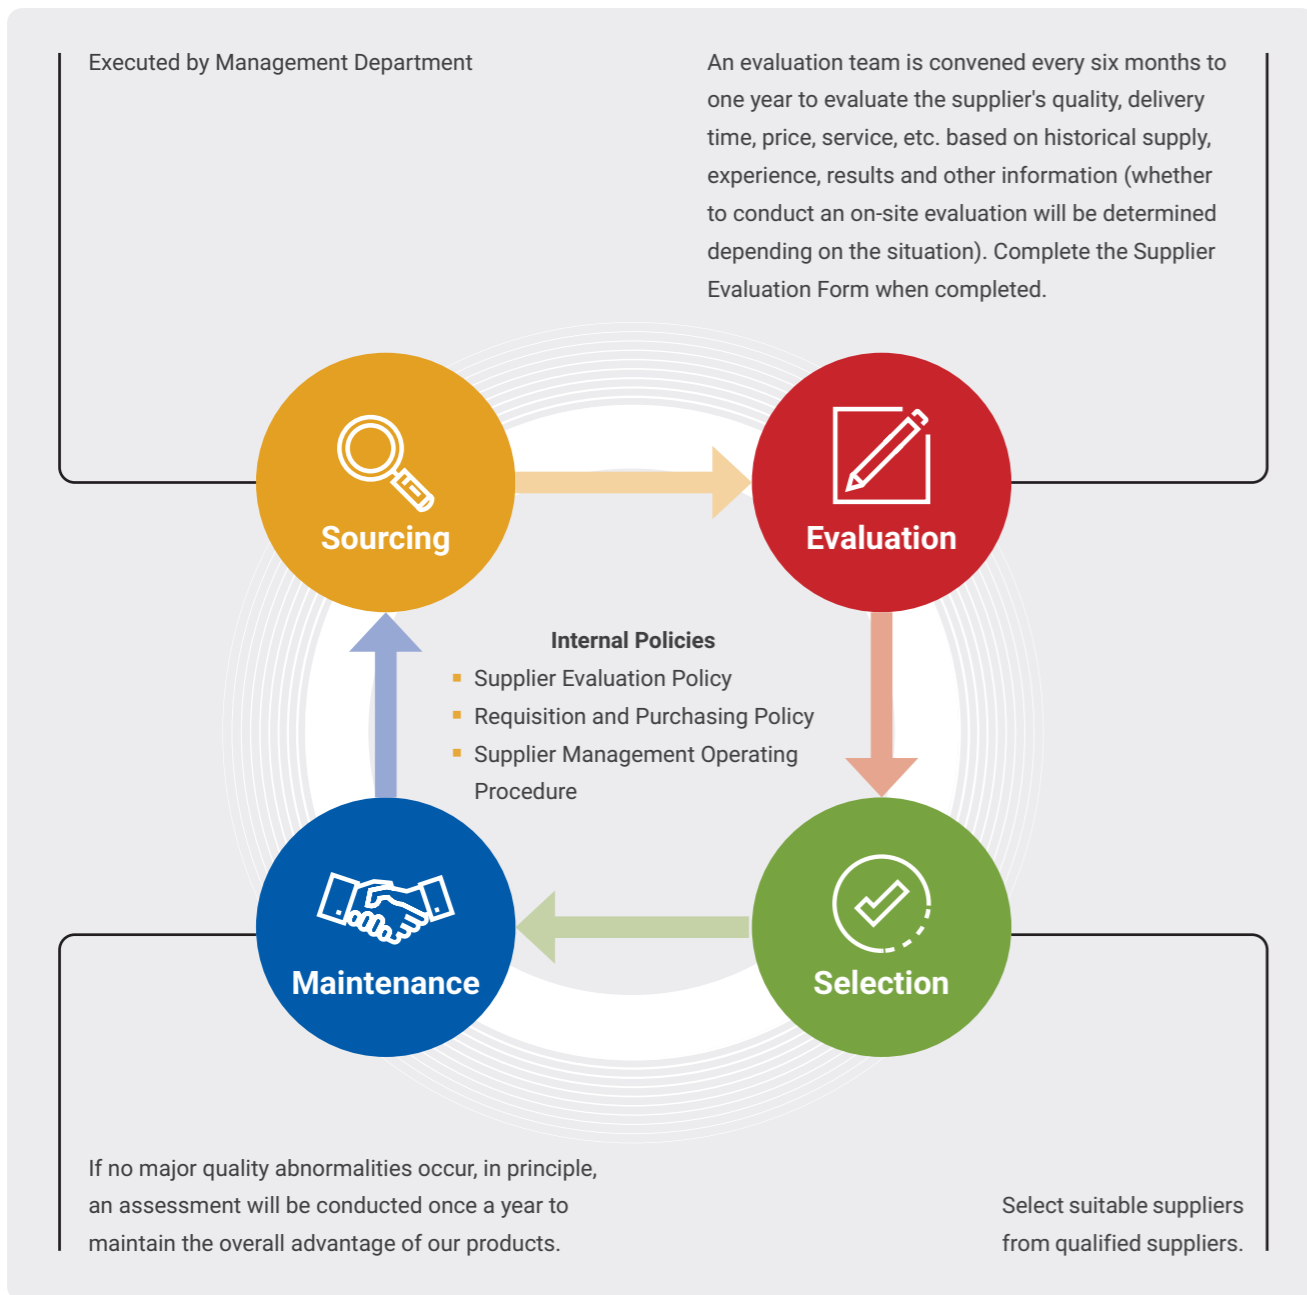 Executed by Management Department
An evaluation team is convened every six months to
one year to evaluate the supplier's quality, delivery
time, price, service, etc. based on historical supply,
experience, results and other information (whether
to conduct an on-site evaluation will be determined
depending on the situation). Complete the Supplier
Evaluation Form when completed.
Sourcing
Evaluation
Internal Policies
Supplier Evaluation Policy
Requisition and Purchasing Policy
Supplier Management Operating
Procedure
Maintenance
Selection
If no major quality abnormalities occur, in principle,
an assessment will be conducted once a year to
maintain the overall advantage of our products.
Select suitable suppliers
from qualified suppliers.